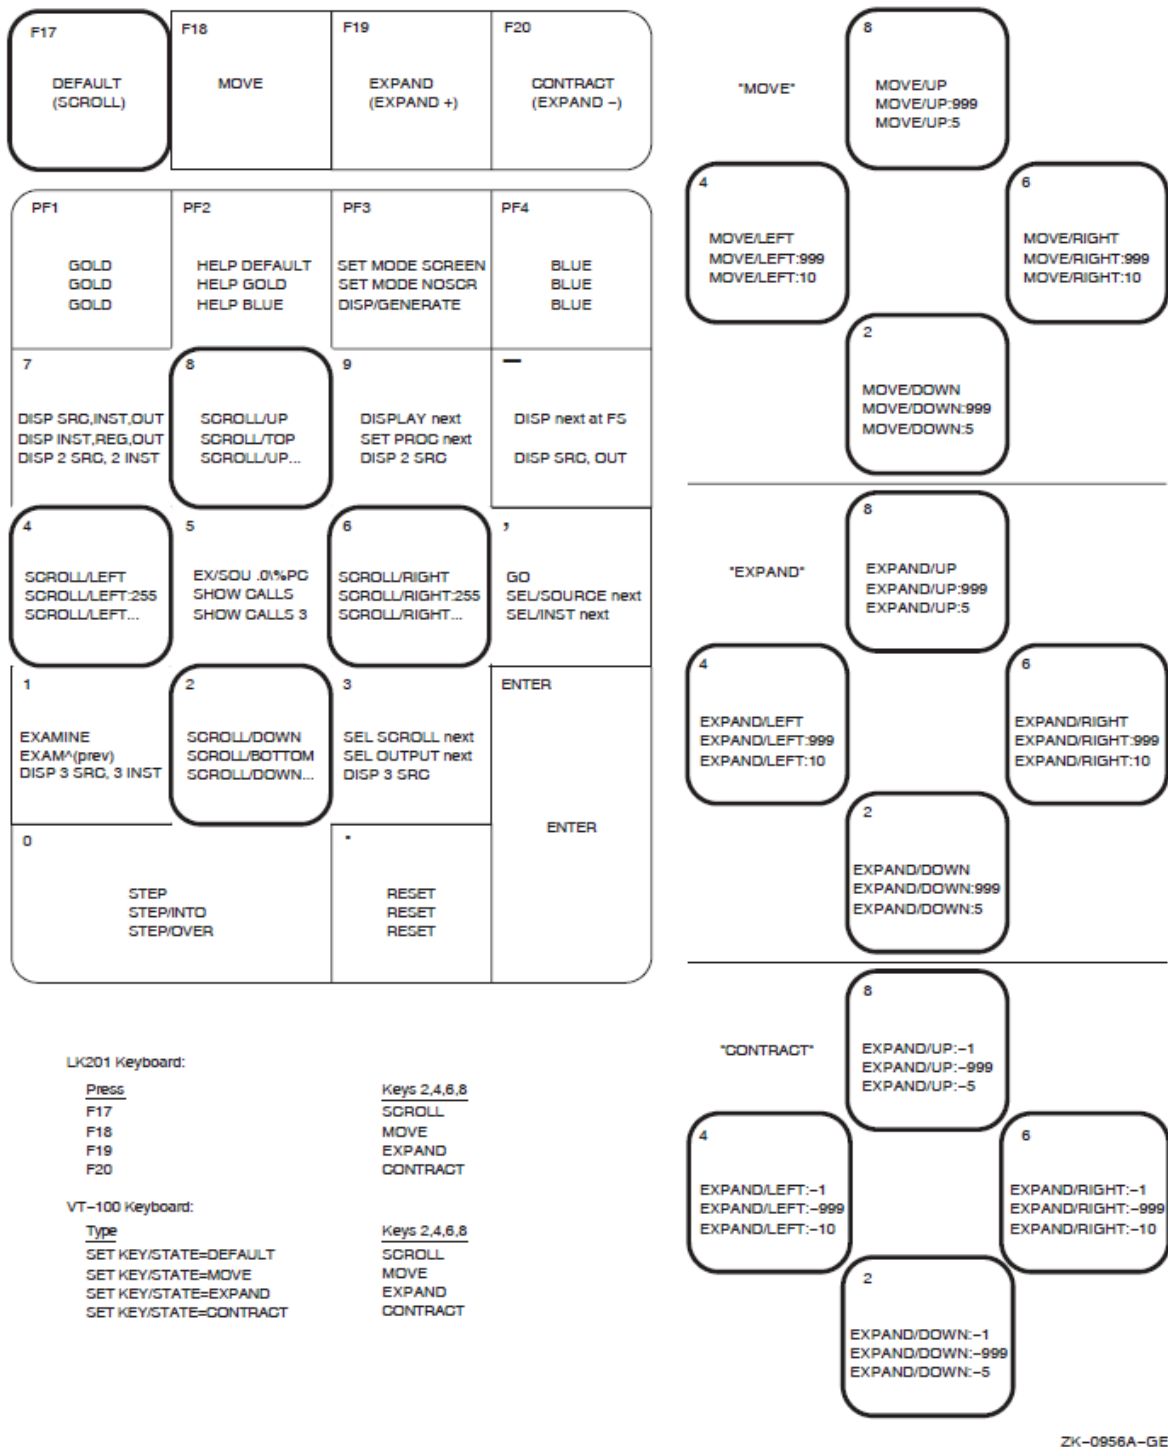 F17
DEFAULT
(SCROLL)
F18
MOVE
F19
EXPAND
(EXPAND +)
F20
CONTRACT
(EXPAND –)
PF1
GOLD
GOLD
GOLD
PF2
HELP DEFAULT
HELP GOLD
HELP BLUE
PF3
SET MODE SCREEN
SET MODE NOSCR
DISP/GENERATE
PF4
BLUE
BLUE
BLUE
7
DISP SRC,INST,OUT
DISP INST,REG,OUT
DISP 2 SRC, 2 INST
8
SCROLL/UP
SCROLL/TOP
SCROLL/UP...
9
DISPLAY next
SET PROC next
DISP 2 SRC
–
DISP next at FS
DISP SRC, OUT
4
SCROLL/LEFT
SCROLL/LEFT:255
SCROLL/LEFT...
5
EX/SOU .0\%PC
SHOW CALLS
SHOW CALLS 3
6
SCROLL/RIGHT
SCROLL/RIGHT:255
SCROLL/RIGHT...
,
GO
SEL/SOURCE next
SEL/INST next
1
EXAMINE
EXAM^(prev)
DISP 3 SRC, 3 INST
2
SCROLL/DOWN
SCROLL/BOTTOM
SCROLL/DOWN...
3
SEL SCROLL next
SEL OUTPUT next
DISP 3 SRC
ENTER
ENTER
0
STEP
STEP/INTO
STEP/OVER
.
RESET
RESET
RESET
LK201 Keyboard:
Press Keys 2,4,6,8
F17 SCROLL
F18 MOVE
F19 EXPAND
F20 CONTRACT
VT–100 Keyboard:
Type Keys 2,4,6,8
SET KEY/STATE=DEFAULT SCROLL
SET KEY/STATE=MOVE MOVE
SET KEY/STATE=EXPAND EXPAND
SET KEY/STATE=CONTRACT CONTRACT
"MOVE"
8
MOVE/UP
MOVE/UP:999
MOVE/UP:5
4
MOVE/LEFT
MOVE/LEFT:999
MOVE/LEFT:10
6
MOVE/RIGHT
MOVE/RIGHT:999
MOVE/RIGHT:10
2
MOVE/DOWN
MOVE/DOWN:999
MOVE/DOWN:5
"EXPAND"
8
EXPAND/UP
EXPAND/UP:999
EXPAND/UP:5
4
EXPAND/LEFT
EXPAND/LEFT:999
EXPAND/LEFT:10
6
EXPAND/RIGHT
EXPAND/RIGHT:999
EXPAND/RIGHT:10
2
EXPAND/DOWN
EXPAND/DOWN:999
EXPAND/DOWN:5
"CONTRACT"
8
EXPAND/UP:–1
EXPAND/UP:–999
EXPAND/UP:–5
4
EXPAND/LEFT:–1
EXPAND/LEFT:–999
EXPAND/LEFT:–10
6
EXPAND/RIGHT:–1
EXPAND/RIGHT:–999
EXPAND/RIGHT:–10
2
EXPAND/DOWN:–1
EXPAND/DOWN:–999
EXPAND/DOWN:–5
ZK–0956A–GE